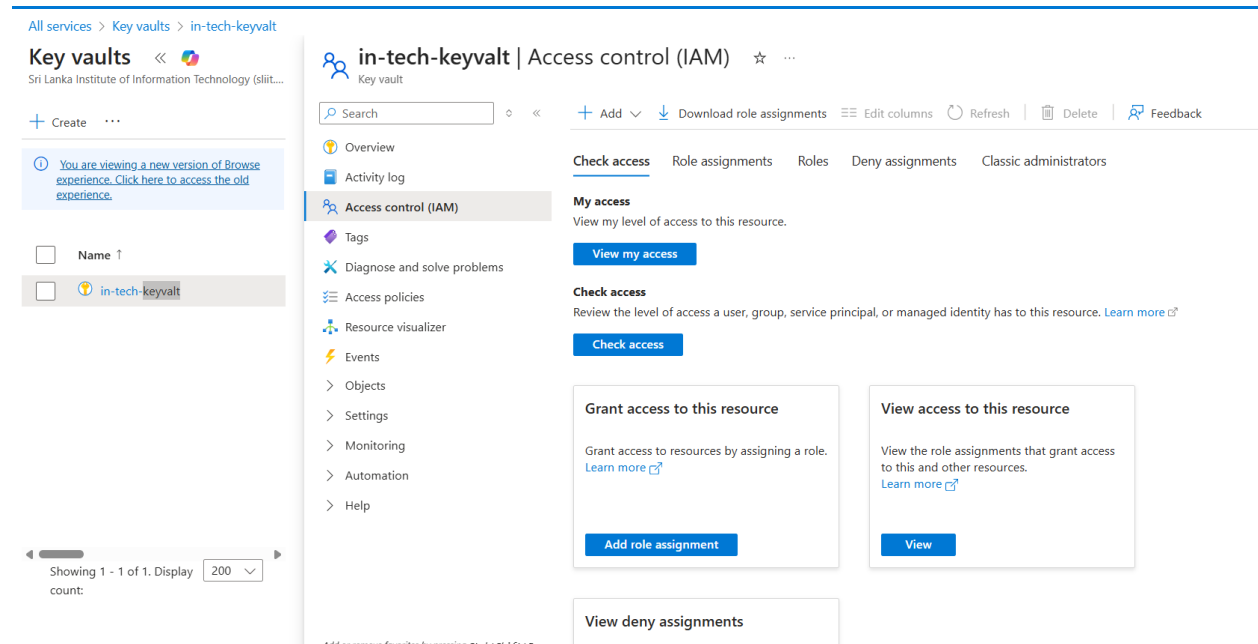 All services > Key vaults > in-tech-keyvalt
Key vaults «
Sri Lanka Institute of Information Technology (sliit....
+ Create ...
You are viewing a new version of Browse
experience. Click here to access the old
experience.
Name ↑
in-tech-keyvalt
Showing 1 - 1 of 1. Display 200
count:
in-tech-keyvalt | Access control (IAM) ☆ ...
Key vault
Search «
Overview
Activity log
Access control (IAM)
Tags
Diagnose and solve problems
Access policies
Resource visualizer
Events
> Objects
> Settings
> Monitoring
> Automation
> Help
+ Add Download role assignments Edit columns Refresh Delete Feedback
Check access Role assignments Roles Deny assignments Classic administrators
My access
View my level of access to this resource.
View my access
Check access
Review the level of access a user, group, service principal, or managed identity has to this resource. Learn more
Check access
Grant access to this resource
Grant access to resources by assigning a role.
Learn more
Add role assignment
View access to this resource
View the role assignments that grant access
to this and other resources.
Learn more
View
View deny assignments